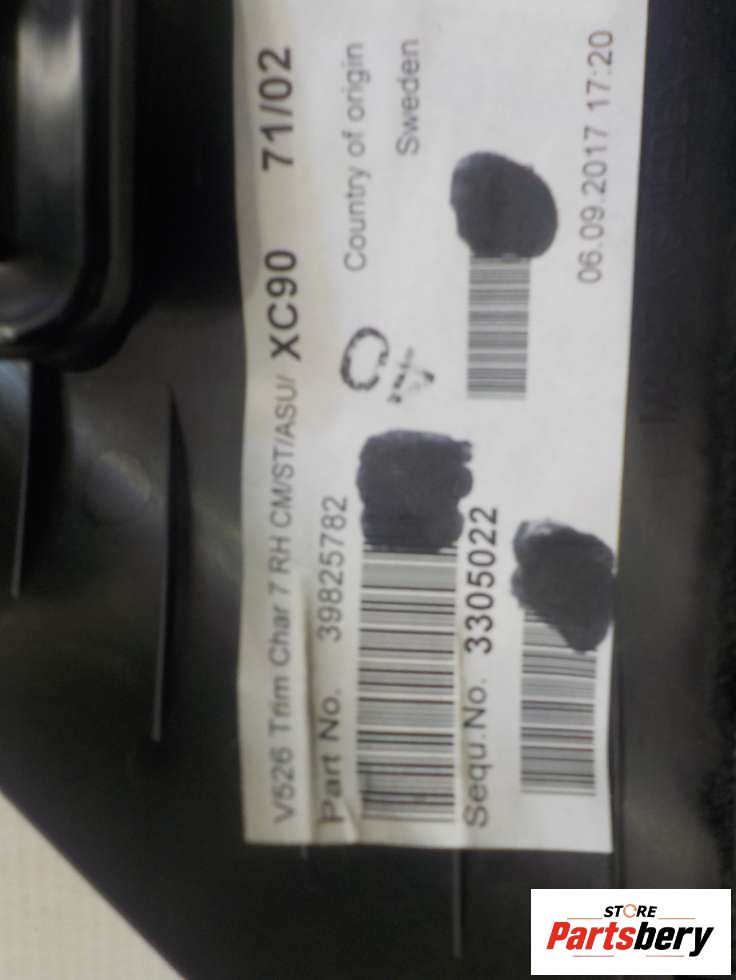 V526 Trim Char 7 RH CM/ST/ASU/ XC90 71/02
Part No. 39825782
Country of origin
Sweden
Sequ.No. 3305022
06.09.2017 17:20
STORE
Partsbery